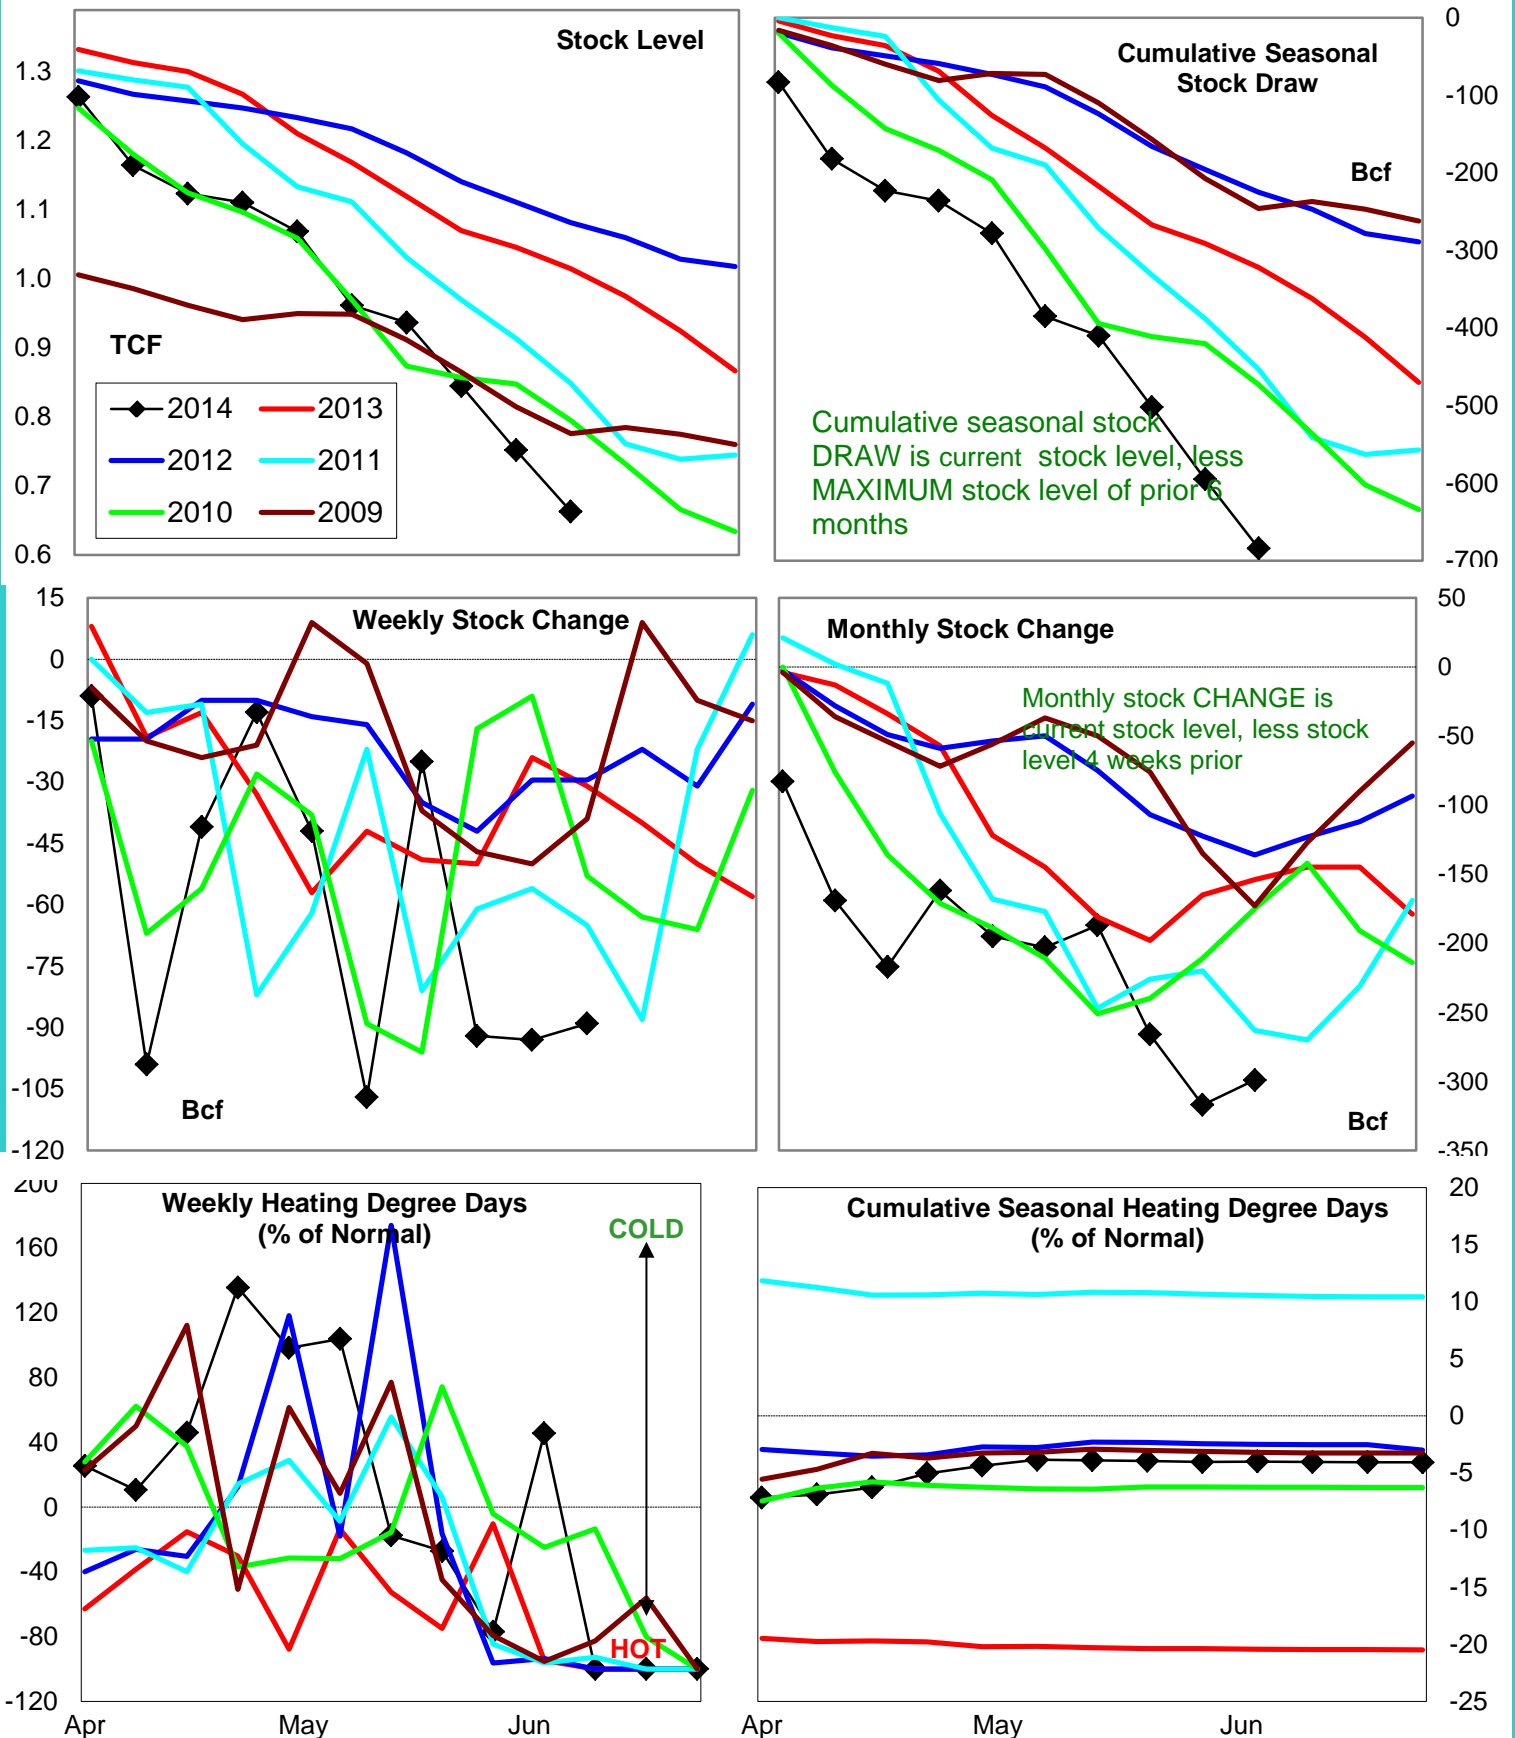 Stock Level
1.3
1.2
1.1
1.0
0.9
0.8
0.7
0.6
TCF
2014 2013
2012 2011
2010 2009
Cumulative Seasonal
Stock Draw
Bcf
0
-100
-200
-300
-400
-500
-600
-700
Cumulative seasonal stock
DRAW is current stock level, less
MAXIMUM stock level of prior 6
months
Weekly Stock Change
15
0
-15
-30
-45
-60
-75
-90
-105
-120
Bcf
Monthly Stock Change
50
0
-50
-100
-150
-200
-250
-300
-350
Monthly stock CHANGE is
current stock level, less stock
level 4 weeks prior
Bcf
Weekly Heating Degree Days
(% of Normal)
200
160
120
80
40
0
-40
-80
-120
COLD
HOT
Apr May Jun
Cumulative Seasonal Heating Degree Days
(% of Normal)
20
15
10
5
0
-5
-10
-15
-20
-25
Apr May Jun